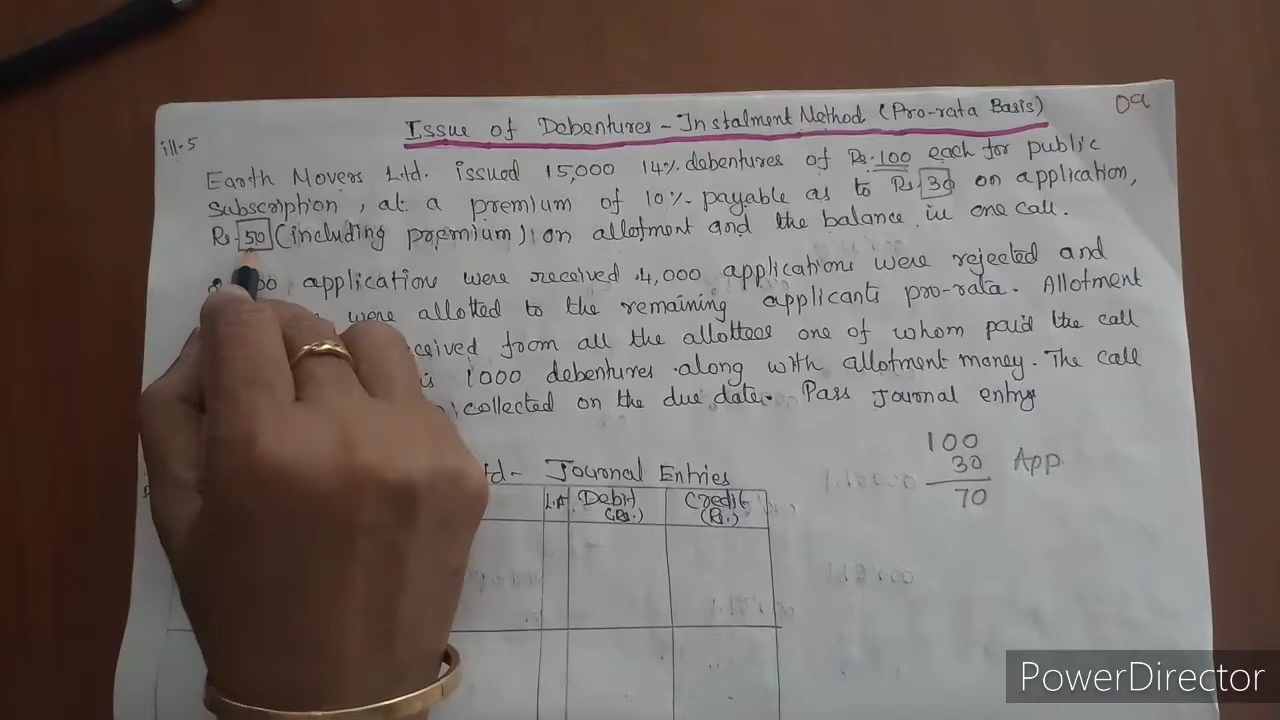 Issue of Debentures - Instalment Method (Pro-rata Basis)
09
ill-5
Earth Movers Ltd. issued 15,000 14% debentures of Rs.100 each for public
Subscription, at a premium of 10% payable as to Rs 30 on application,
Rs. 50 (including premium) on allotment and the balance in one call.
application were received 4,000 applications were rejected and
were allotted to the remaining applicants pro-rata. Allotment
ceived from all the allottees one of whom paid the call
1000 debentures along with allotment money. The call
collected on the due date. Pass Journal entry
100
30 App
70
Journal Entries
L.F Debit (Rs.) Credit (Rs.)
PowerDirector